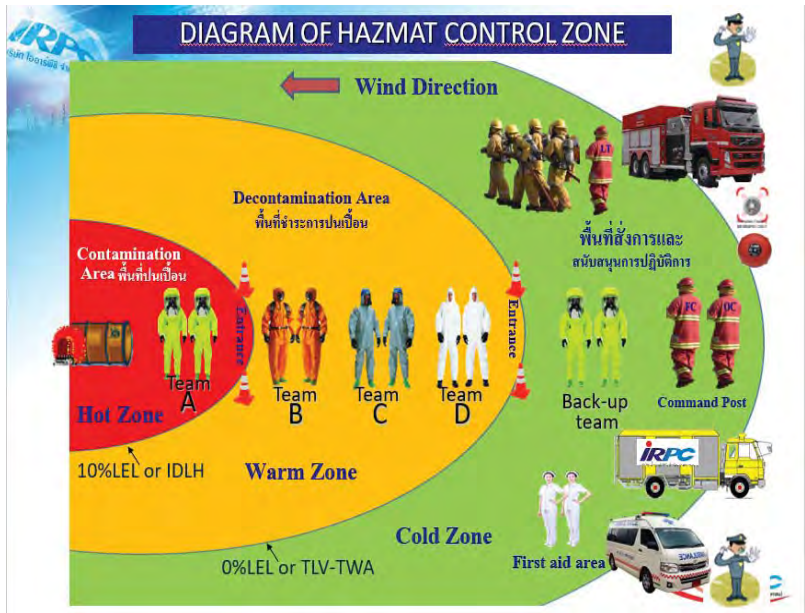 DIAGRAM OF HAZMAT CONTROL ZONE
IRPC
Wind Direction
LT
Decontamination Area
พื้นที่ชำระการปนเปื้อน
พื้นที่สั่งการและ
สนับสนุนการปฏิบัติการ
Contamination
Area พื้นที่ปนเปื้อน
Entrance
Entrance
FC
OC
Team
A
Team
B
Team
C
Team
D
Back-up
team
Command Post
Hot Zone
10%LEL or IDLH
Warm Zone
iRPC
Cold Zone
First aid area
0%LEL or TLV-TWA